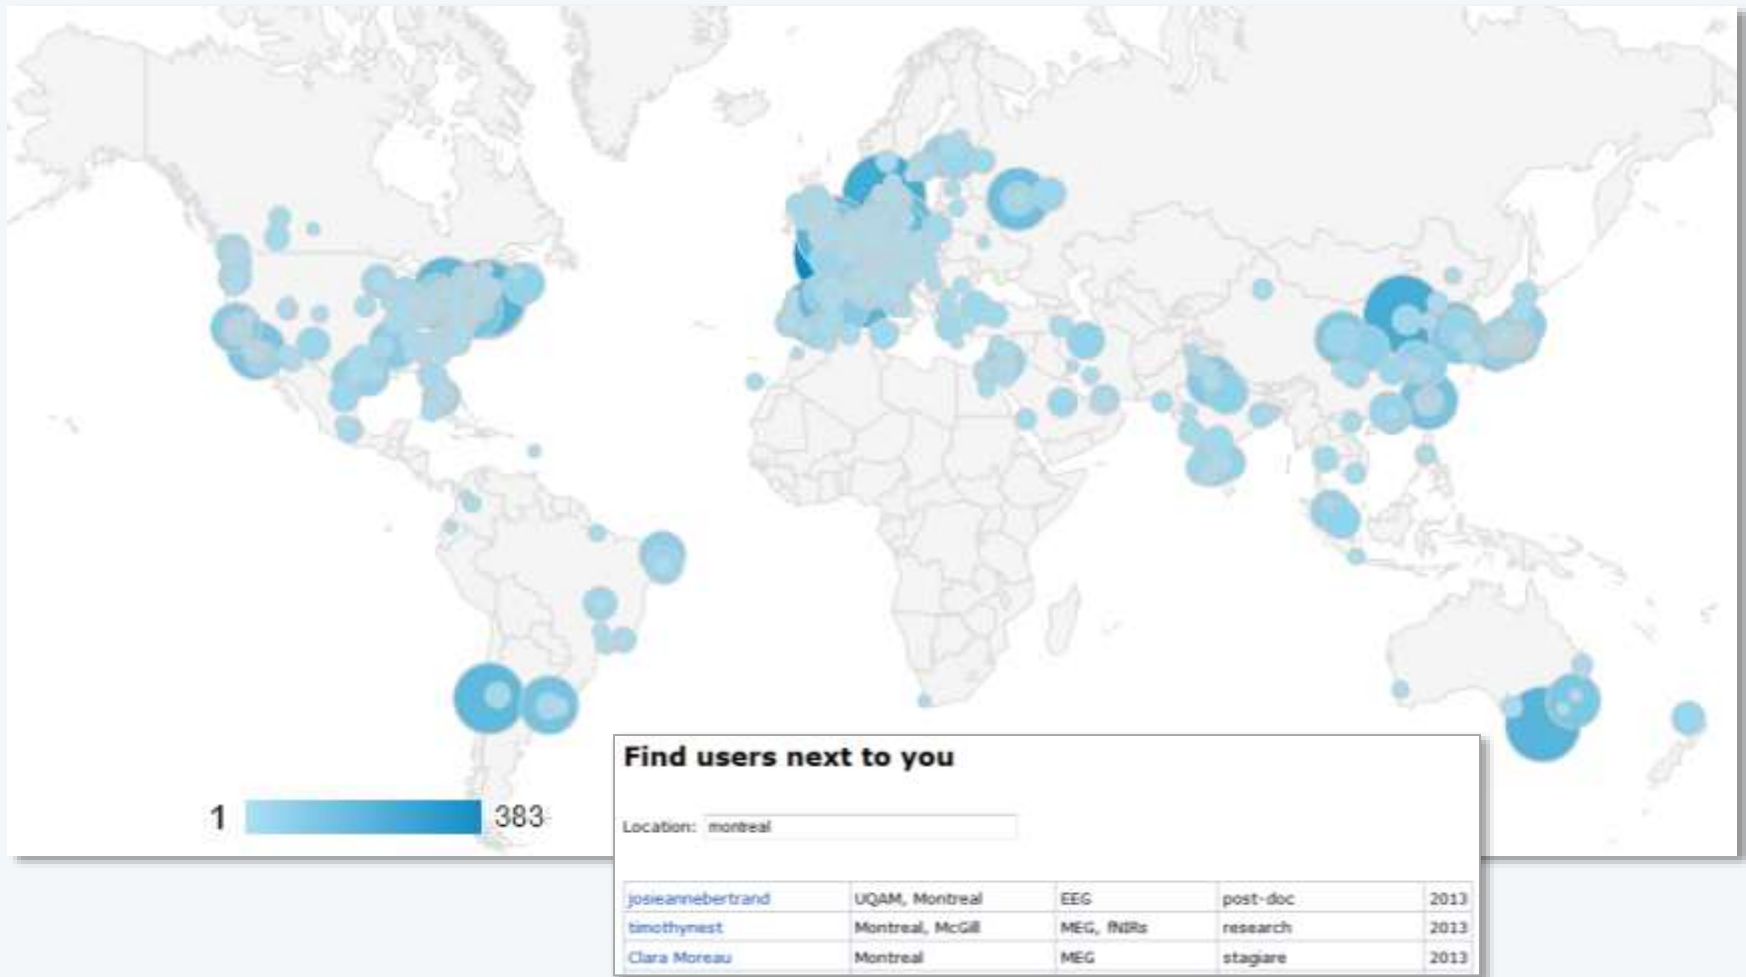 1 383
Find users next to you
Location: montreal
josieannebertrand UQAM, Montreal EEG post-doc 2013
timothynest Montreal, McGill MEG, fNIRs research 2013
Clara Moreau Montreal MEG stagiare 2013